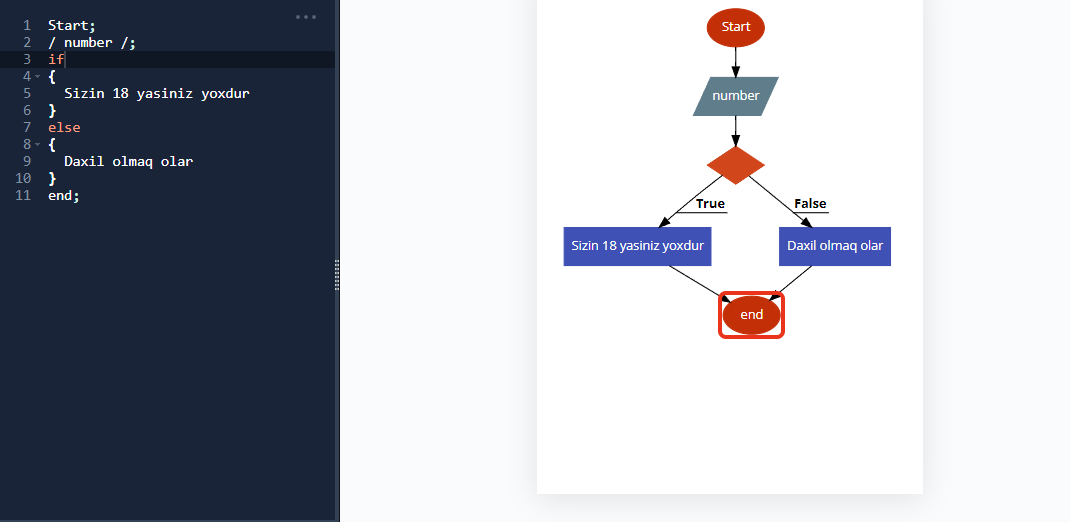 1 Start;
2 / number /;
3 if
4 {
5 Sizin 18 yasiniz yoxdur
6 }
7 else
8 {
9 Daxil olmaq olar
10 }
11 end;
Start
number
True False
Sizin 18 yasiniz yoxdur Daxil olmaq olar
end